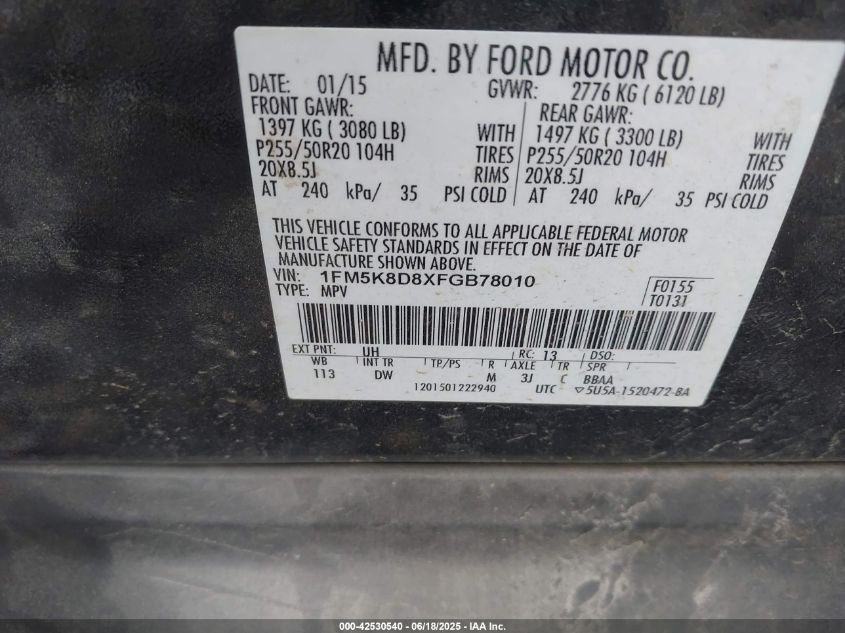 MFD. BY FORD MOTOR CO.
DATE: 01/15 GVWR: 2776 KG ( 6120 LB)
FRONT GAWR: REAR GAWR:
1397 KG ( 3080 LB) WITH 1497 KG ( 3300 LB) WITH
P255/50R20 104H TIRES P255/50R20 104H TIRES
20X8.5J RIMS 20X8.5J RIMS
AT 240 kPa/ 35 PSI COLD AT 240 kPa/ 35 PSI COLD
THIS VEHICLE CONFORMS TO ALL APPLICABLE FEDERAL MOTOR
VEHICLE SAFETY STANDARDS IN EFFECT ON THE DATE OF
MANUFACTURE SHOWN ABOVE.
VIN: 1FM5K8D8XFGB78010 F0155
TYPE: MPV T0131
EXT PNT: UH RC: 13 DSO:
WB INT TR TP/PS R AXLE TR SPR
113 DW M 3J C BBAA
1201501222940 UTC ▽5U5A-1520472-BA
000-42530540 - 06/18/2025 - IAA Inc.